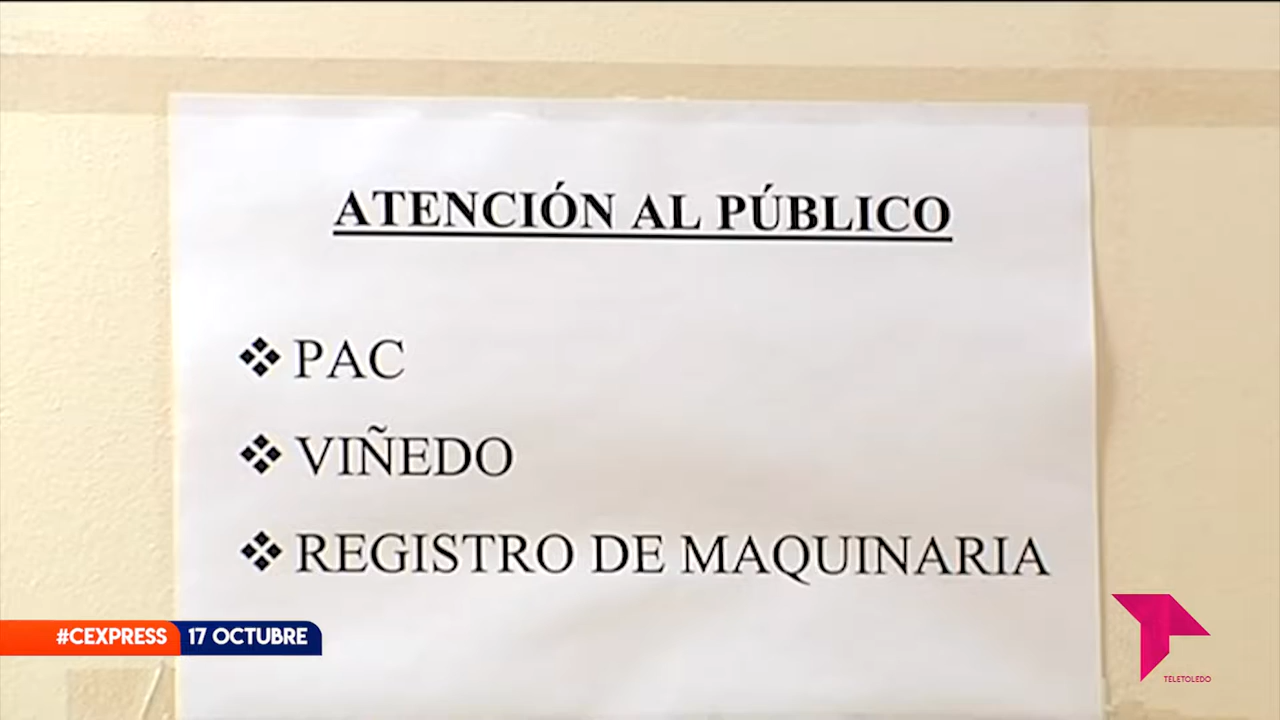 ATENCIÓN AL PÚBLICO
❖ PAC
❖ VIÑEDO
❖ REGISTRO DE MAQUINARIA
#CEXPRESS 17 OCTUBRE
TELETOLEDO